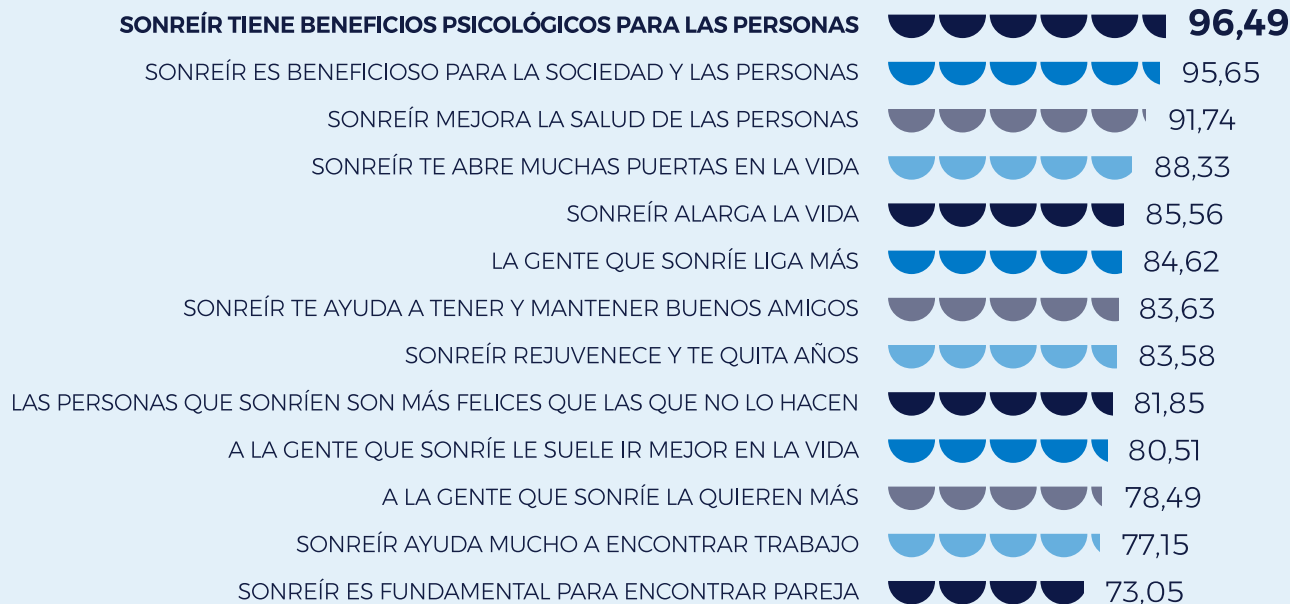 SONREÍR TIENE BENEFICIOS PSICOLÓGICOS PARA LAS PERSONAS 96,49
SONREÍR ES BENEFICIOSO PARA LA SOCIEDAD Y LAS PERSONAS 95,65
SONREÍR MEJORA LA SALUD DE LAS PERSONAS 91,74
SONREÍR TE ABRE MUCHAS PUERTAS EN LA VIDA 88,33
SONREÍR ALARGA LA VIDA 85,56
LA GENTE QUE SONRÍE LIGA MÁS 84,62
SONREÍR TE AYUDA A TENER Y MANTENER BUENOS AMIGOS 83,63
SONREÍR REJUVENECE Y TE QUITA AÑOS 83,58
LAS PERSONAS QUE SONRÍEN SON MÁS FELICES QUE LAS QUE NO LO HACEN 81,85
A LA GENTE QUE SONRÍE LE SUELE IR MEJOR EN LA VIDA 80,51
A LA GENTE QUE SONRÍE LA QUIEREN MÁS 78,49
SONREÍR AYUDA MUCHO A ENCONTRAR TRABAJO 77,15
SONREÍR ES FUNDAMENTAL PARA ENCONTRAR PAREJA 73,05